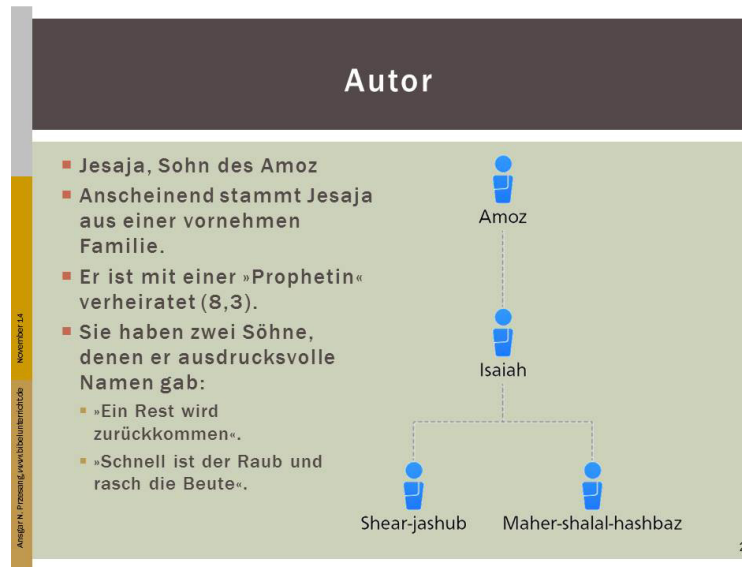 Autor
Jesaja, Sohn des Amoz
Anscheinend stammt Jesaja
aus einer vornehmen
Familie.
Er ist mit einer »Prophetin«
verheiratet (8,3).
Sie haben zwei Söhne,
denen er ausdrucksvolle
Namen gab:
»Ein Rest wird
zurückkommen«.
»Schnell ist der Raub und
rasch die Beute«.
Amoz
Isaiah
Shear-jashub
Maher-shalal-hashbaz
November 14
Ansgar N. Przesang, www.bibelunterricht.de
2